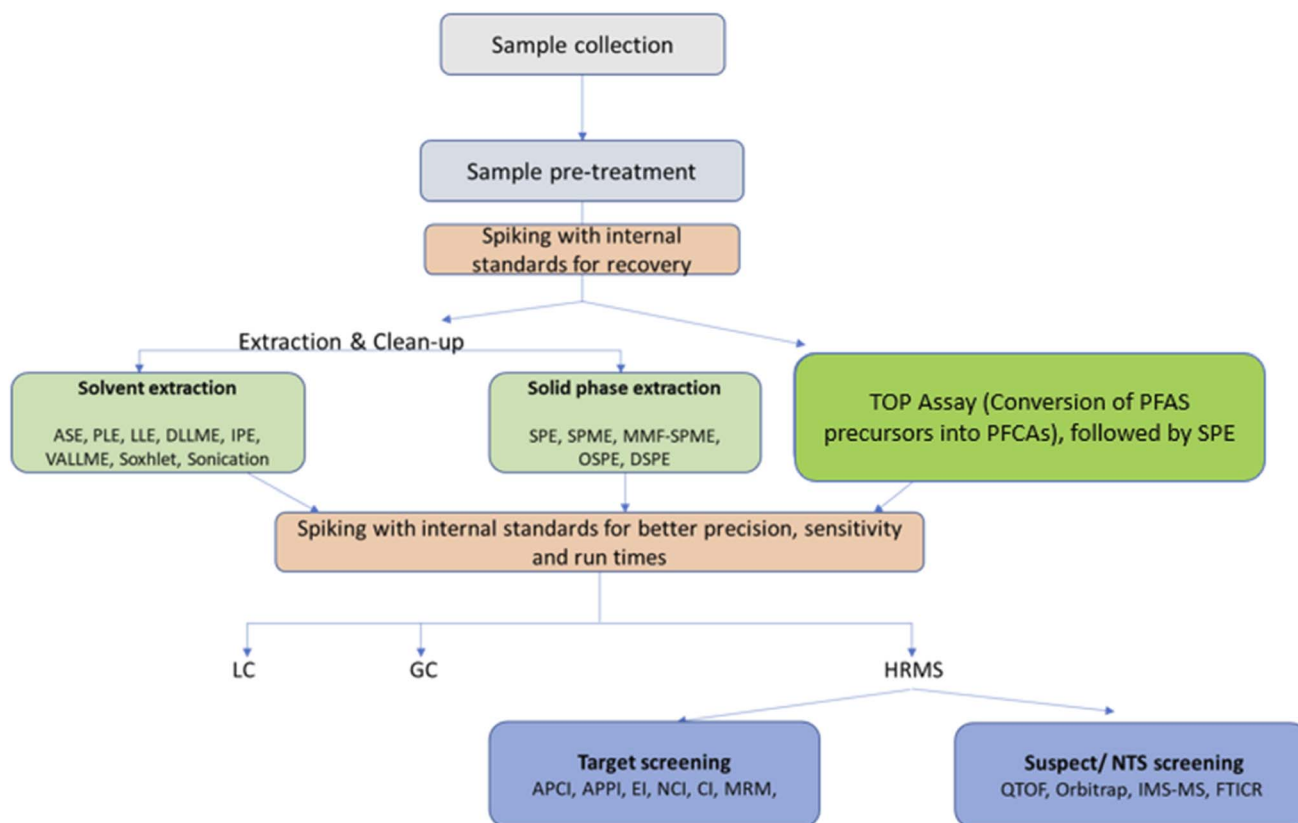 Sample collection
Sample pre-treatment
Spiking with internal
standards for recovery
Extraction & Clean-up
Solvent extraction
ASE, PLE, LLE, DLLME, IPE,
VALLME, Soxhlet, Sonication
Solid phase extraction
SPE, SPME, MMF-SPME,
OSPE, DSPE
TOP Assay (Conversion of PFAS
precursors into PFCAs), followed by SPE
Spiking with internal standards for better precision, sensitivity
and run times
LC
GC
HRMS
Target screening
APCI, APPI, EI, NCI, CI, MRM,
Suspect/ NTS screening
QTOF, Orbitrap, IMS-MS, FTICR